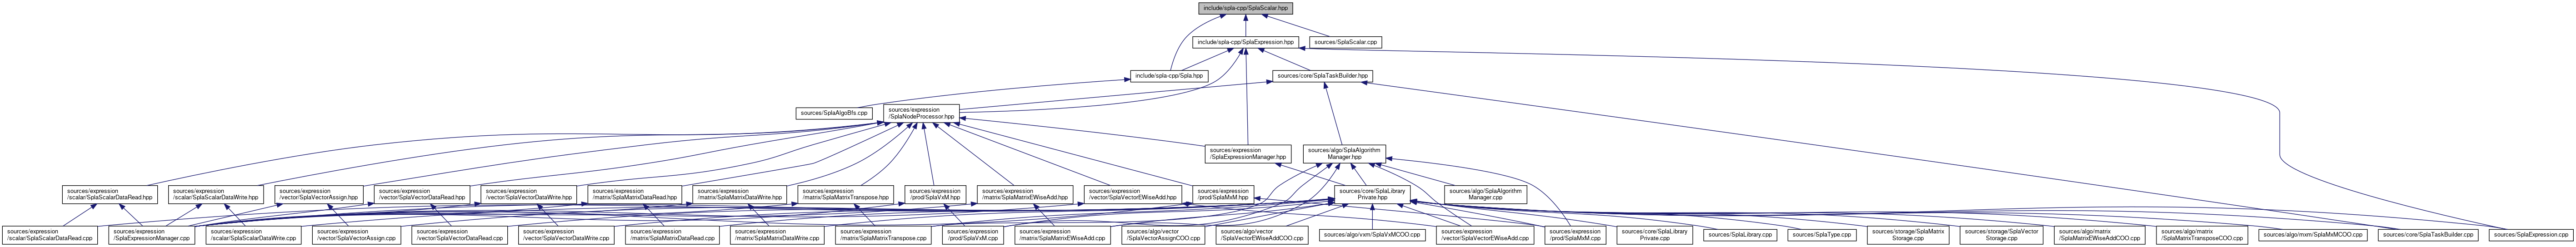 include/spla-cpp/SplaScalar.hpp
include/spla-cpp/SplaExpression.hpp
sources/SplaScalar.cpp
include/spla-cpp/Spla.hpp
sources/core/SplaTaskBuilder.hpp
sources/SplaAlgoBfs.cpp
sources/expression
/SplaNodeProcessor.hpp
sources/expression
/SplaExpressionManager.hpp
sources/algo/SplaAlgorithm
Manager.hpp
sources/expression
/scalar/SplaScalarDataRead.hpp
sources/expression
/scalar/SplaScalarDataWrite.hpp
sources/expression
/vector/SplaVectorAssign.hpp
sources/expression
/vector/SplaVectorDataRead.hpp
sources/expression
/vector/SplaVectorDataWrite.hpp
sources/expression
/matrix/SplaMatrixDataRead.hpp
sources/expression
/matrix/SplaMatrixDataWrite.hpp
sources/expression
/matrix/SplaMatrixTranspose.hpp
sources/expression
/prod/SplaVxM.hpp
sources/expression
/matrix/SplaMatrixEWiseAdd.hpp
sources/expression
/vector/SplaVectorEWiseAdd.hpp
sources/expression
/prod/SplaMxM.hpp
sources/core/SplaLibrary
Private.hpp
sources/algo/SplaAlgorithm
Manager.cpp
sources/expression
/scalar/SplaScalarDataRead.cpp
sources/expression
/SplaExpressionManager.cpp
sources/expression
/scalar/SplaScalarDataWrite.cpp
sources/expression
/vector/SplaVectorAssign.cpp
sources/expression
/vector/SplaVectorDataRead.cpp
sources/expression
/vector/SplaVectorDataWrite.cpp
sources/expression
/matrix/SplaMatrixDataRead.cpp
sources/expression
/matrix/SplaMatrixDataWrite.cpp
sources/expression
/matrix/SplaMatrixTranspose.cpp
sources/expression
/prod/SplaVxM.cpp
sources/expression
/matrix/SplaMatrixEWiseAdd.cpp
sources/algo/vector
/SplaVectorAssignCOO.cpp
sources/algo/vector
/SplaVectorEWiseAddCOO.cpp
sources/algo/vxm/SplaVxMCOO.cpp
sources/expression
/vector/SplaVectorEWiseAdd.cpp
sources/expression
/prod/SplaMxM.cpp
sources/core/SplaLibrary
Private.cpp
sources/SplaLibrary.cpp
sources/SplaType.cpp
sources/storage/SplaMatrix
Storage.cpp
sources/storage/SplaVector
Storage.cpp
sources/algo/matrix
/SplaMatrixEWiseAddCOO.cpp
sources/algo/matrix
/SplaMatrixTransposeCOO.cpp
sources/algo/mxm/SplaMxMCOO.cpp
sources/core/SplaTaskBuilder.cpp
sources/SplaExpression.cpp